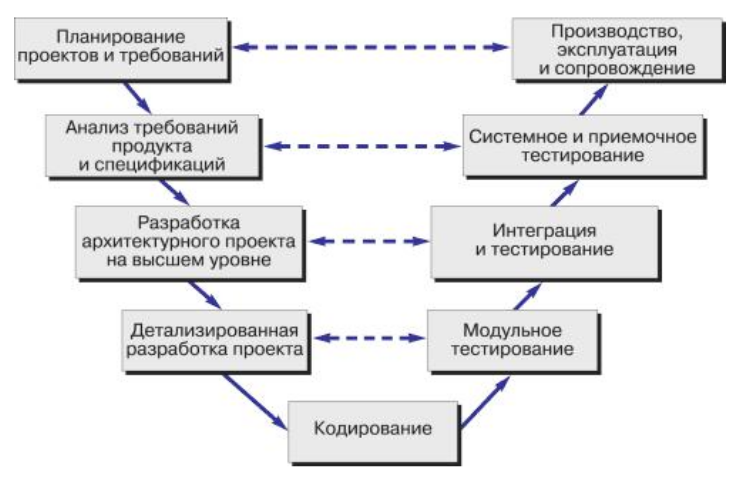 Планирование
проектов и требований
Производство,
эксплуатация
и сопровождение
Анализ требований
продукта
и спецификаций
Системное и приемочное
тестирование
Разработка
архитектурного проекта
на высшем уровне
Интеграция
и тестирование
Детализированная
разработка проекта
Модульное
тестирование
Кодирование